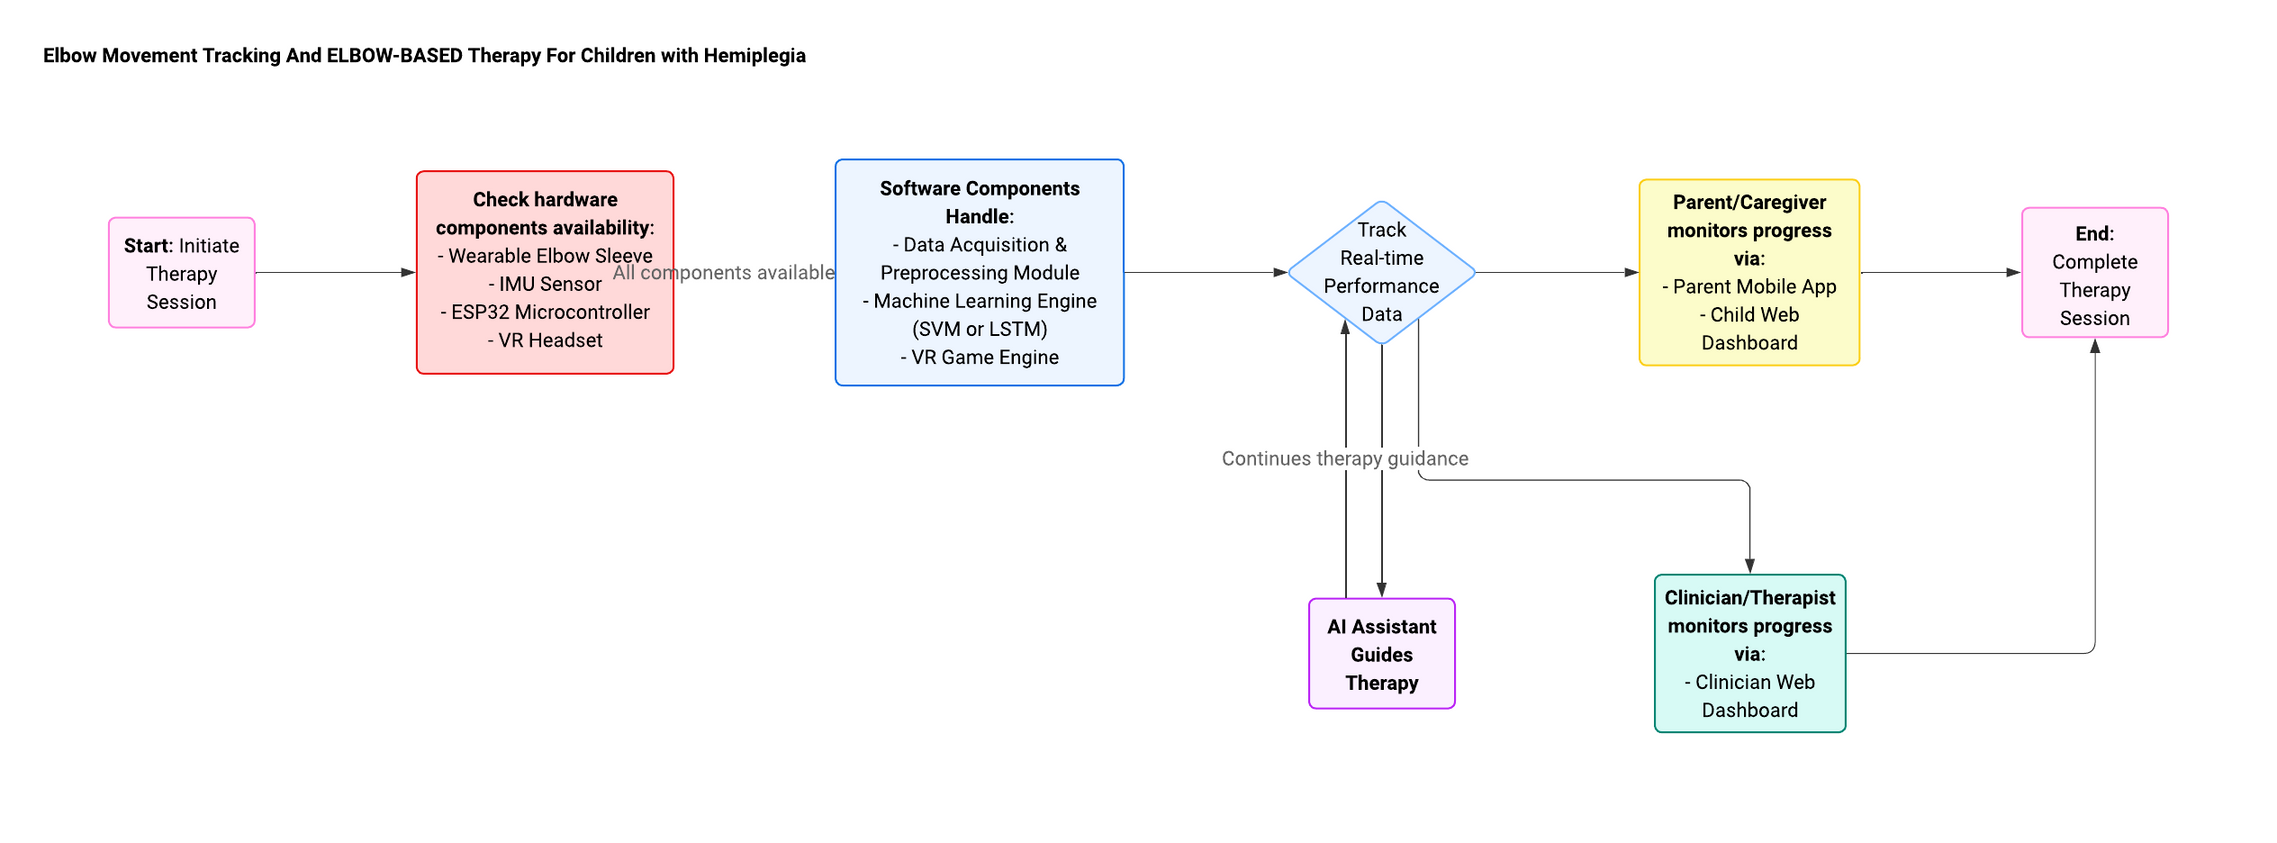 Elbow Movement Tracking And ELBOW-BASED Therapy For Children with Hemiplegia
Start: Initiate
Therapy
Session
Check hardware
components availability:
- Wearable Elbow Sleeve
- IMU Sensor
- ESP32 Microcontroller
- VR Headset
All components available
Software Components
Handle:
- Data Acquisition &
Preprocessing Module
- Machine Learning Engine
(SVM or LSTM)
- VR Game Engine
Track
Real-time
Performance
Data
Continues therapy guidance
AI Assistant
Guides
Therapy
Parent/Caregiver
monitors progress
via:
- Parent Mobile App
- Child Web
Dashboard
Clinician/Therapist
monitors progress
via:
- Clinician Web
Dashboard
End:
Complete
Therapy
Session